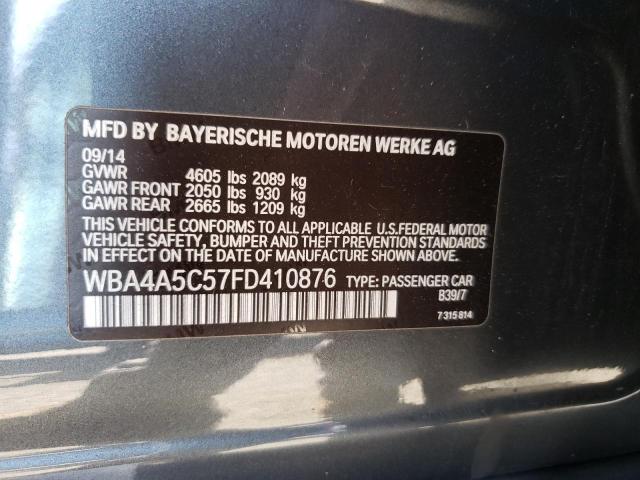 MFD BY BAYERISCHE MOTOREN WERKE AG
09/14
GVWR 4605 lbs 2089 kg
GAWR FRONT 2050 lbs 930 kg
GAWR REAR 2665 lbs 1209 kg
THIS VEHICLE CONFORMS TO ALL APPLICABLE U.S.FEDERAL MOTOR
VEHICLE SAFETY, BUMPER AND THEFT PREVENTION STANDARDS
IN EFFECT ON THE DATE OF MANUFACTURE SHOWN ABOVE.
WBA4A5C57FD410876 TYPE: PASSENGER CAR
B39/7
7 315 814